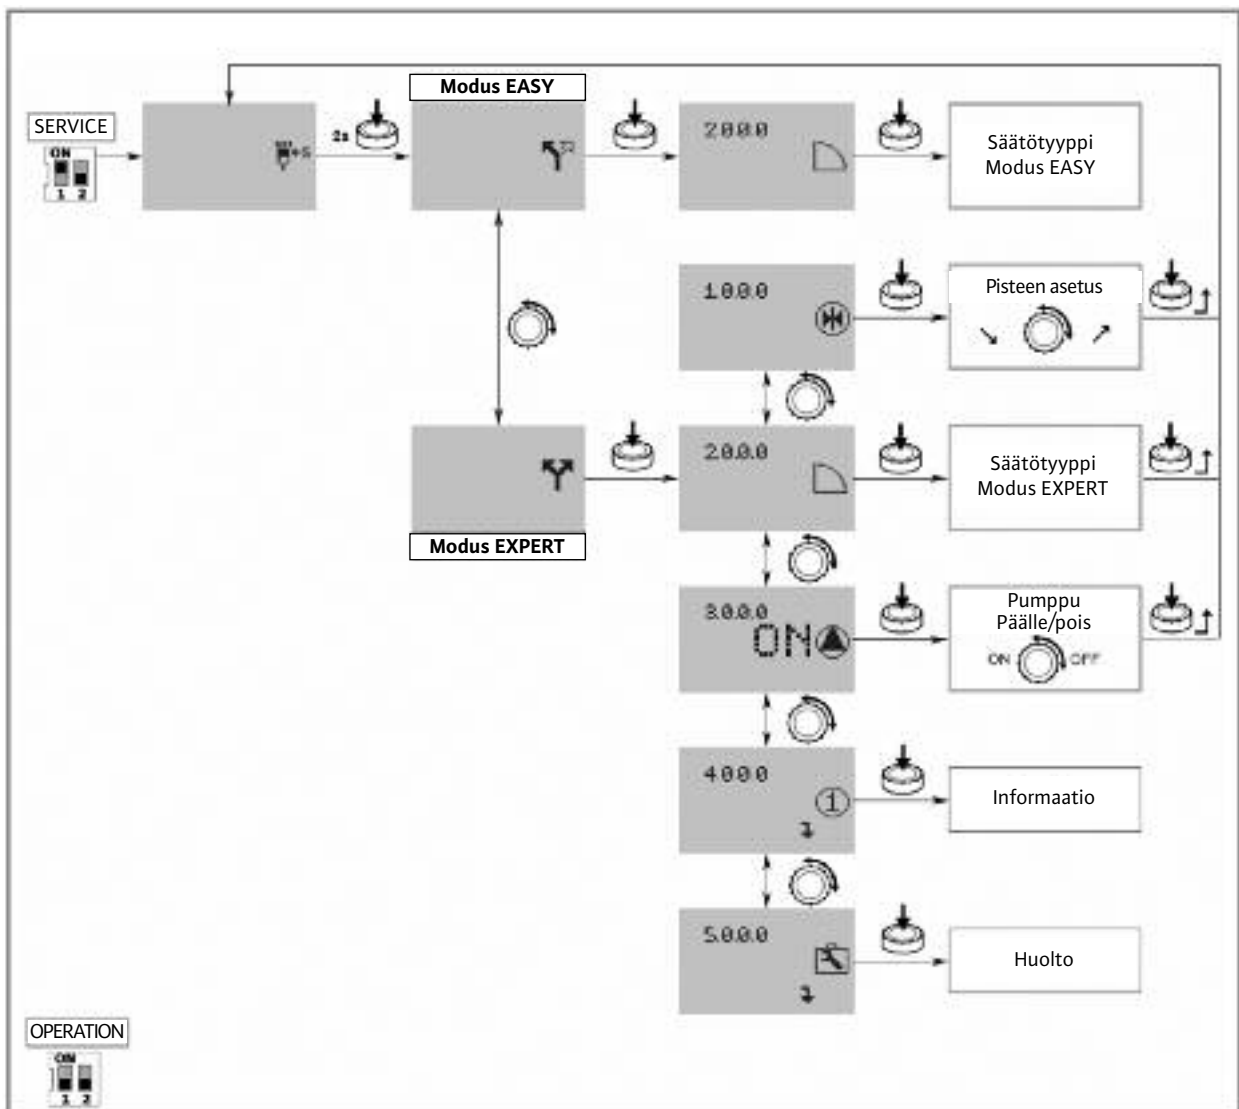 Modus EASY
SERVICE
ON
1 2
+S
2s
2.0.0.0
Säätötyyppi
Modus EASY
1.0.0.0
Pisteen asetus
2.0.0.0
Säätötyyppi
Modus EXPERT
Modus EXPERT
3.0.0.0
ON
Pumppu
Päälle/pois
ON OFF
4.0.0.0
1
Informaatio
5.0.0.0
Huolto
OPERATION
ON
1 2